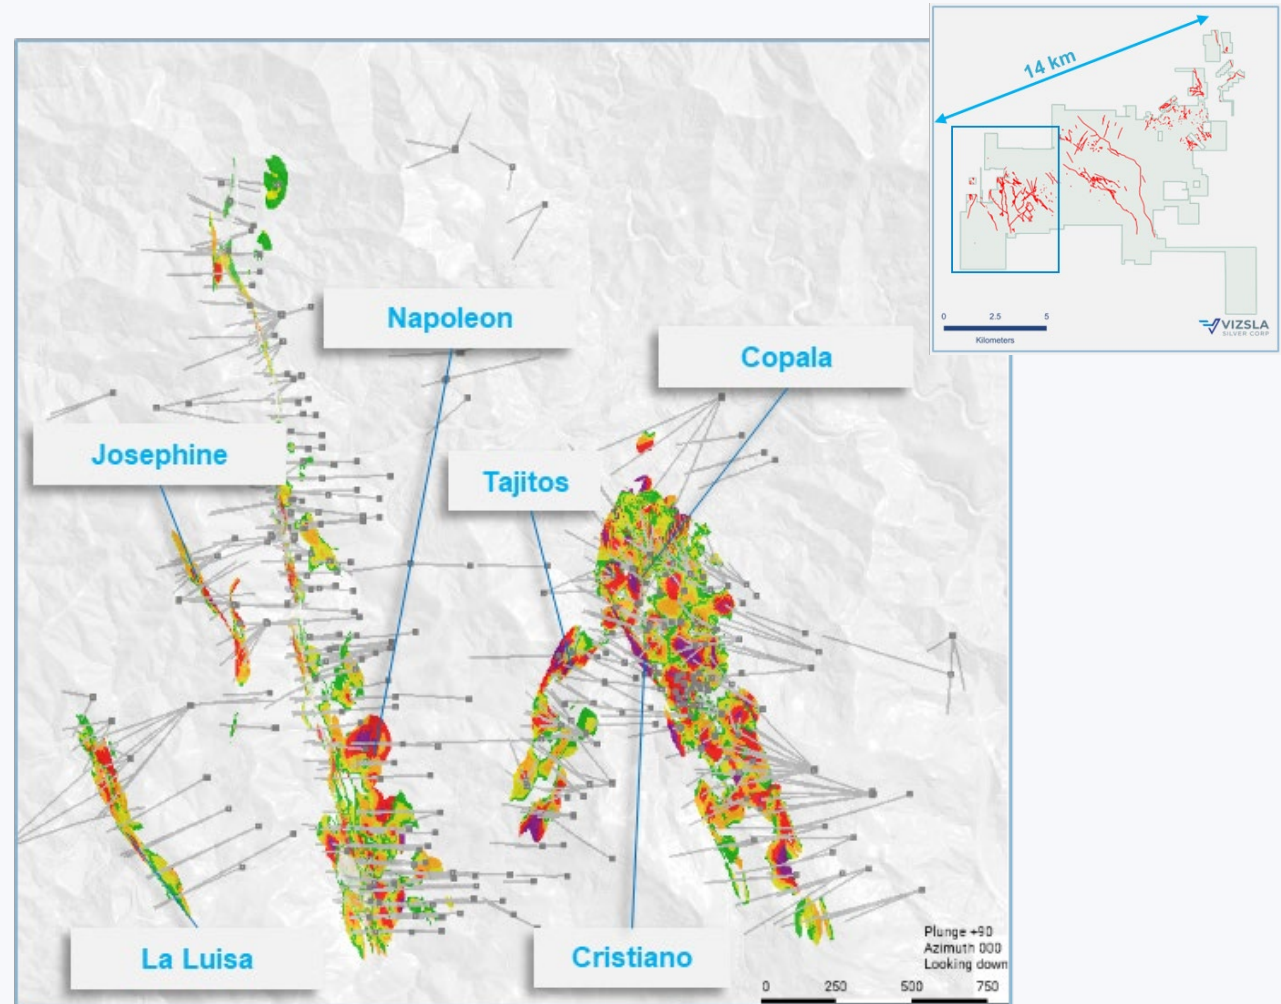 14 km
0 2.5 5
Kilometers
VIZSLA
SILVER CORP
Napoleon
Copala
Josephine
Tajitos
La Luisa
Cristiano
Plunge +90
Azimuth 000
Looking down
0 250 500 750